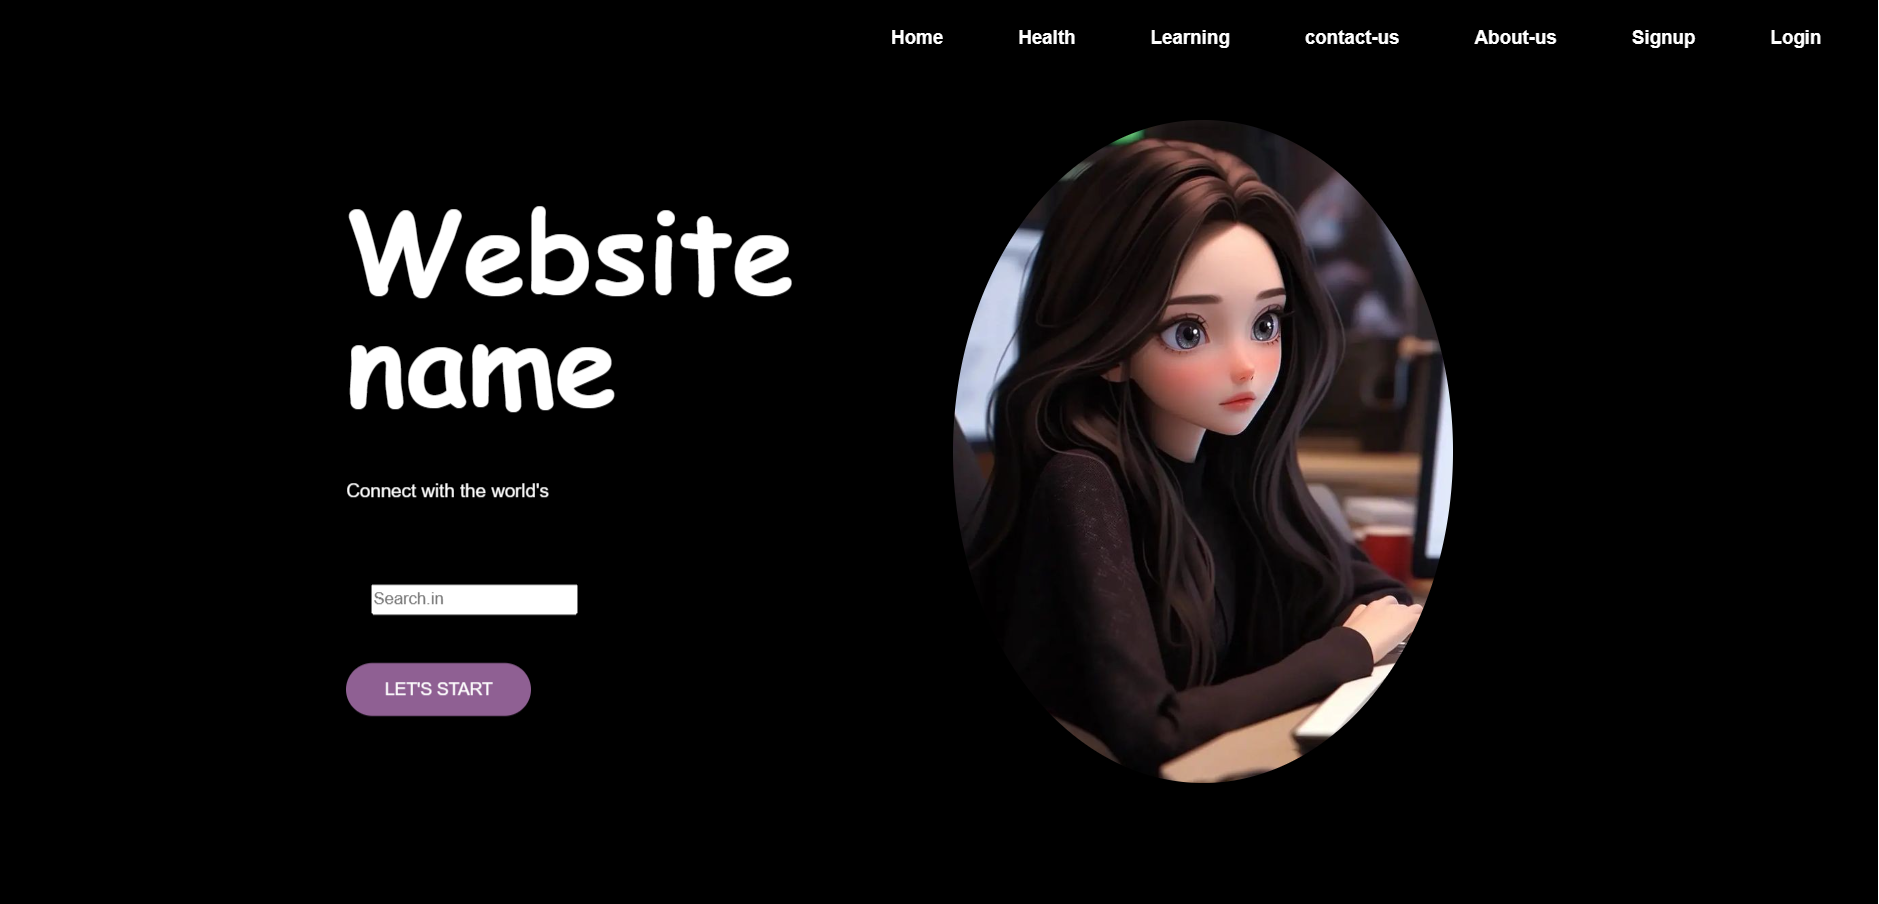 Home Health Learning contact-us About-us Signup Login
Website
name
Connect with the world's
Search.in
LET'S START